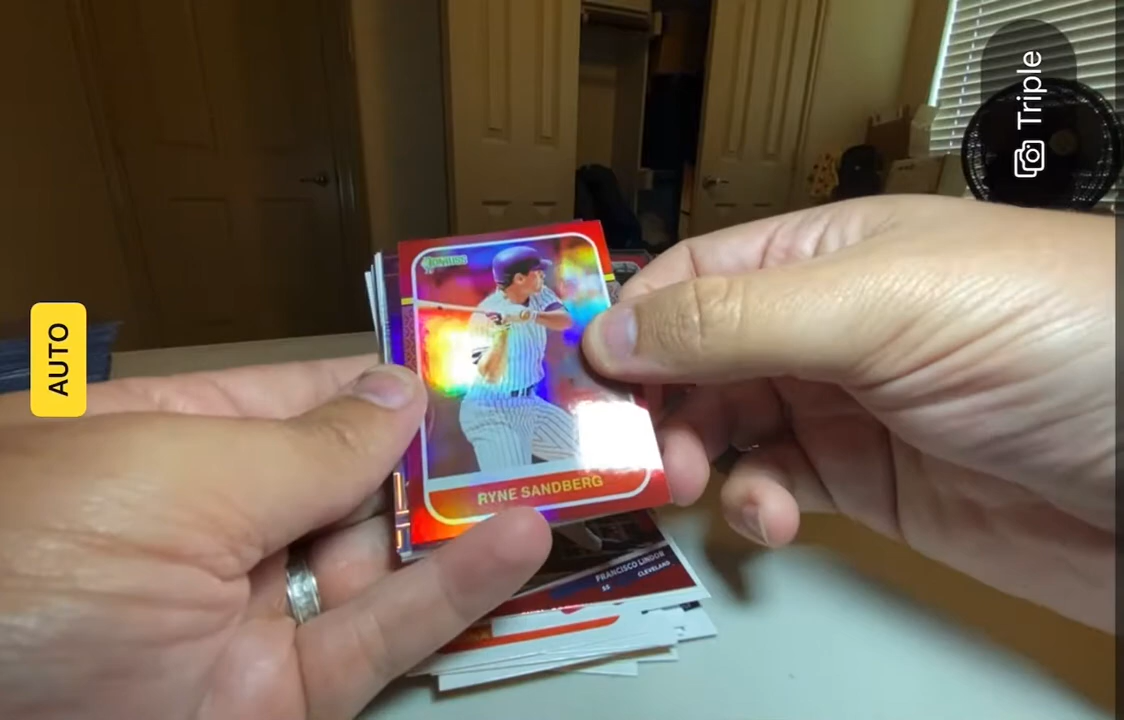 Triple
AUTO
DONRUSS
RYNE SANDBERG
FRANCISCO LINDOR
SS
CLEVELAND